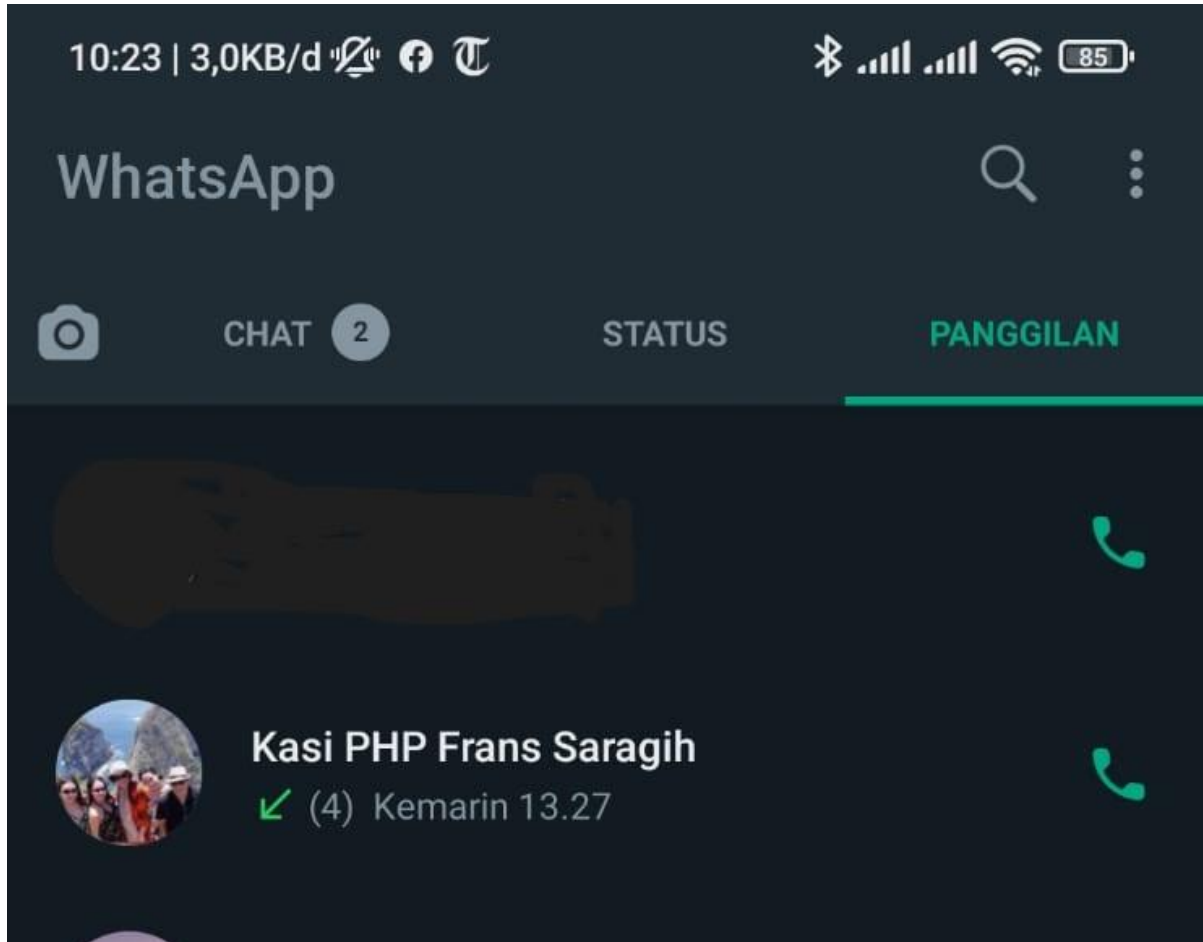 10:23 | 3,0KB/d 85
WhatsApp
CHAT 2 STATUS PANGGILAN
Kasi PHP Frans Saragih
(4) Kemarin 13.27